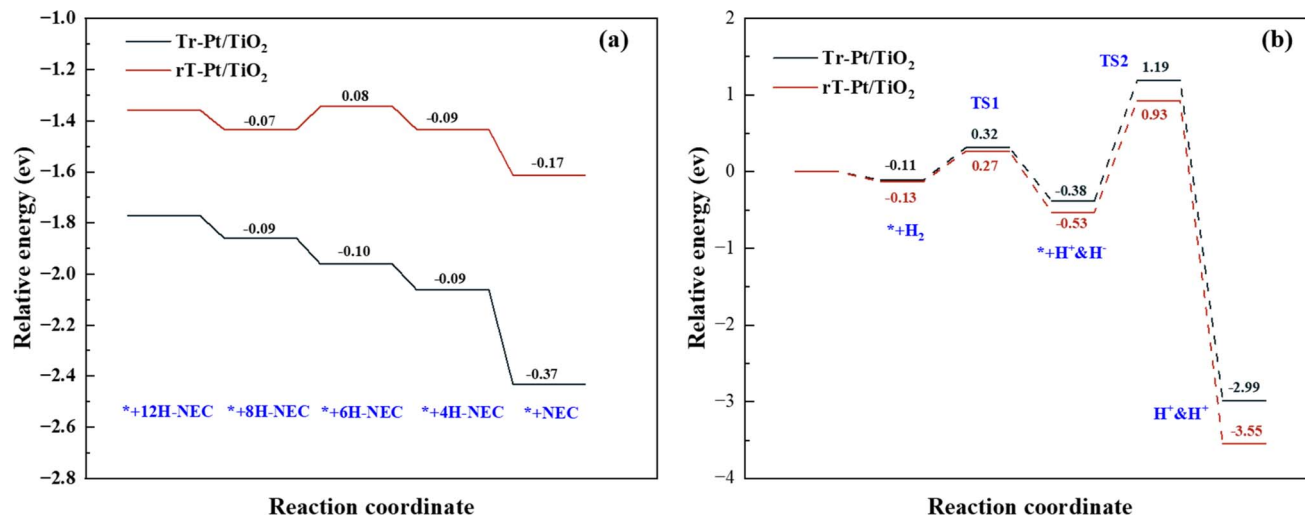 (a)
Tr-Pt/TiO₂
rT-Pt/TiO₂
−1.0
−1.2
−1.4
−1.6
−1.8
−2.0
−2.2
−2.4
−2.6
−2.8
Relative energy (ev)
-0.07
0.08
-0.09
-0.17
-0.09
-0.10
-0.09
-0.37
*+12H-NEC *+8H-NEC *+6H-NEC *+4H-NEC *+NEC
Reaction coordinate
(b)
Tr-Pt/TiO₂
rT-Pt/TiO₂
2
1
0
−1
−2
−3
−4
Relative energy (ev)
TS2
1.19
0.93
TS1
0.32
0.27
-0.11
-0.13
*+H₂
-0.38
-0.53
*+H⁺&H⁻
-2.99
H⁺&H⁺
-3.55
Reaction coordinate